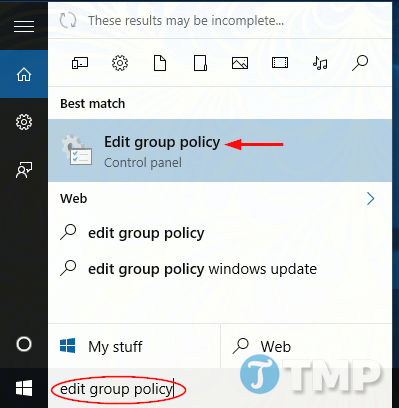 These results may be incomplete...
Best match
Edit group policy
Control panel
Web
edit group policy
edit group policy windows update
My stuff
Web
TMP
edit group policy